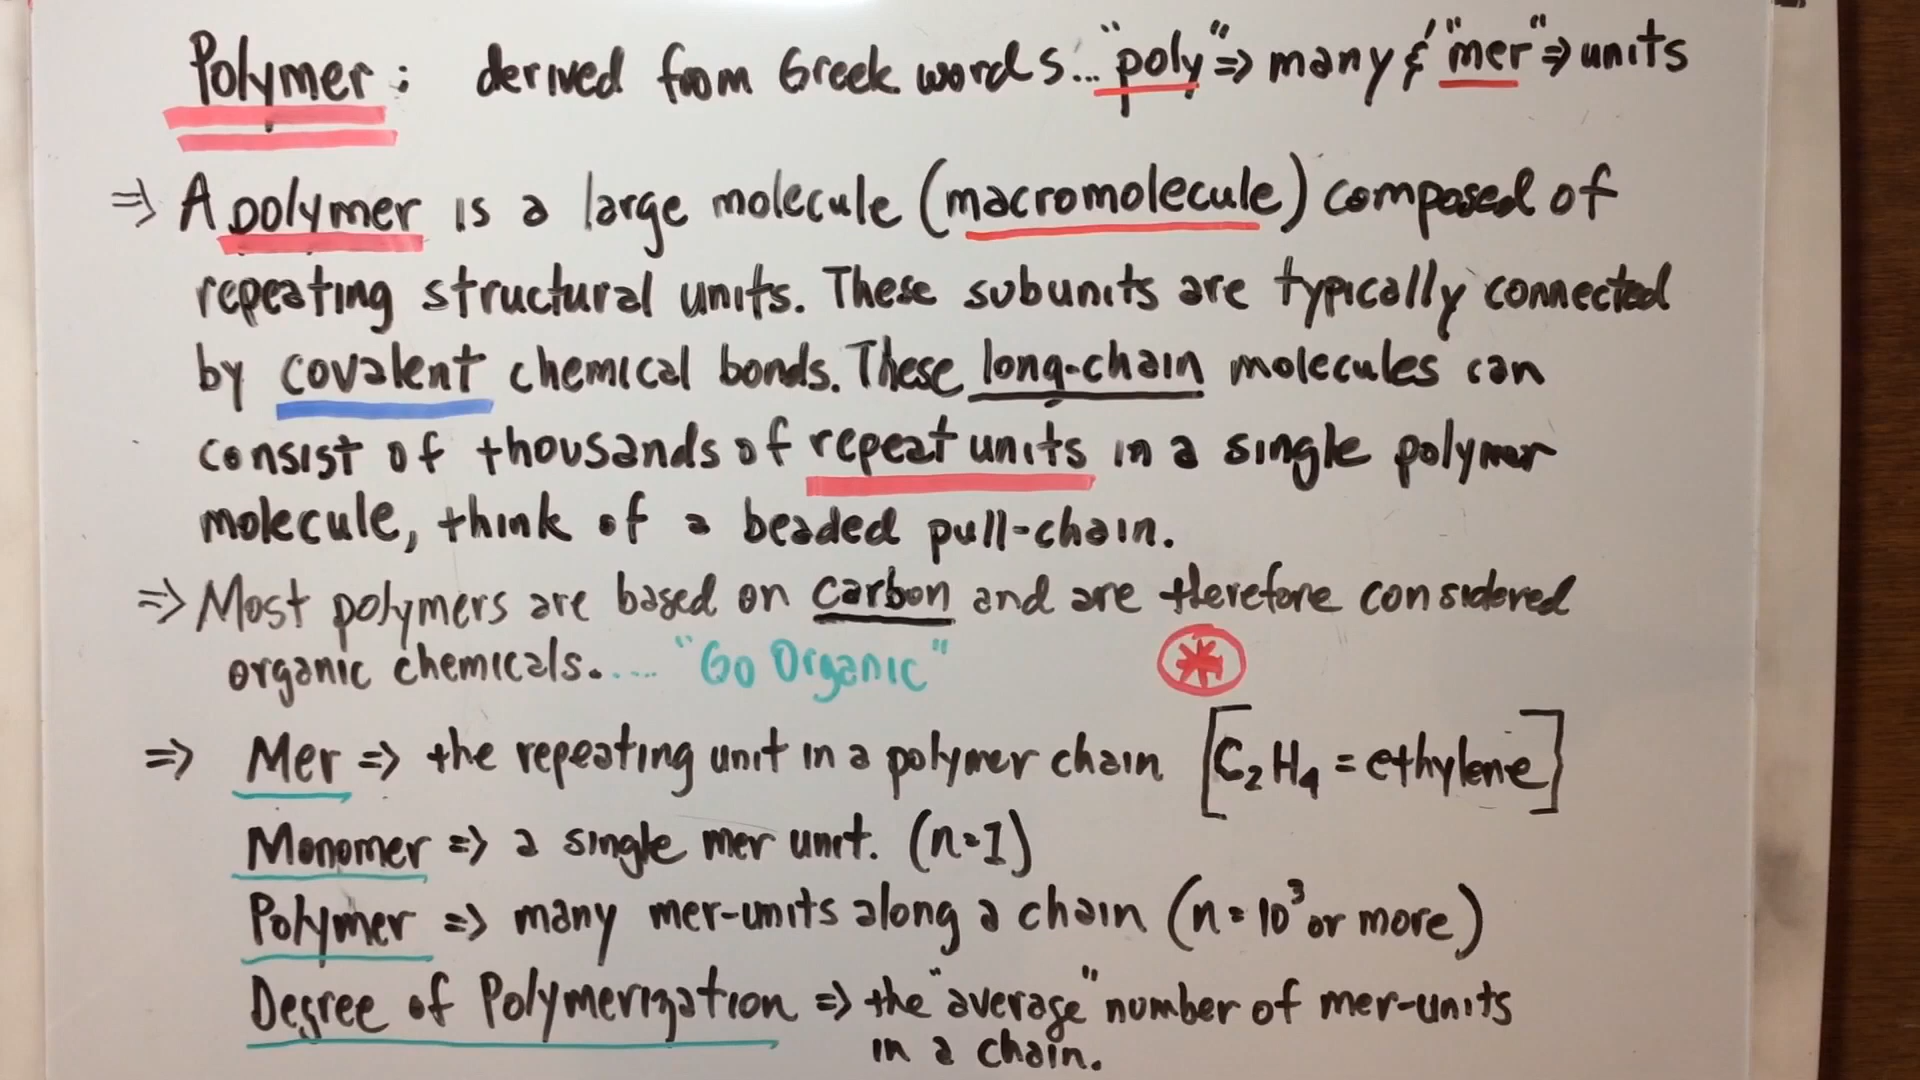 Polymer: derived from Greek words... "poly" => many & "mer" => units
=> A polymer is a large molecule (macromolecule) composed of
repeating structural units. These subunits are typically connected
by covalent chemical bonds. These long-chain molecules can
consist of thousands of repeat units in a single polymer
molecule, think of a beaded pull-chain.
=> Most polymers are based on carbon and are therefore considered
organic chemicals..... "Go Organic" *
=> Mer => the repeating unit in a polymer chain [C₂H₄ = ethylene]
Monomer => a single mer unit. (n=1)
Polymer => many mer-units along a chain (n=10³ or more)
Degree of Polymerization => the "average" number of mer-units
in a chain.